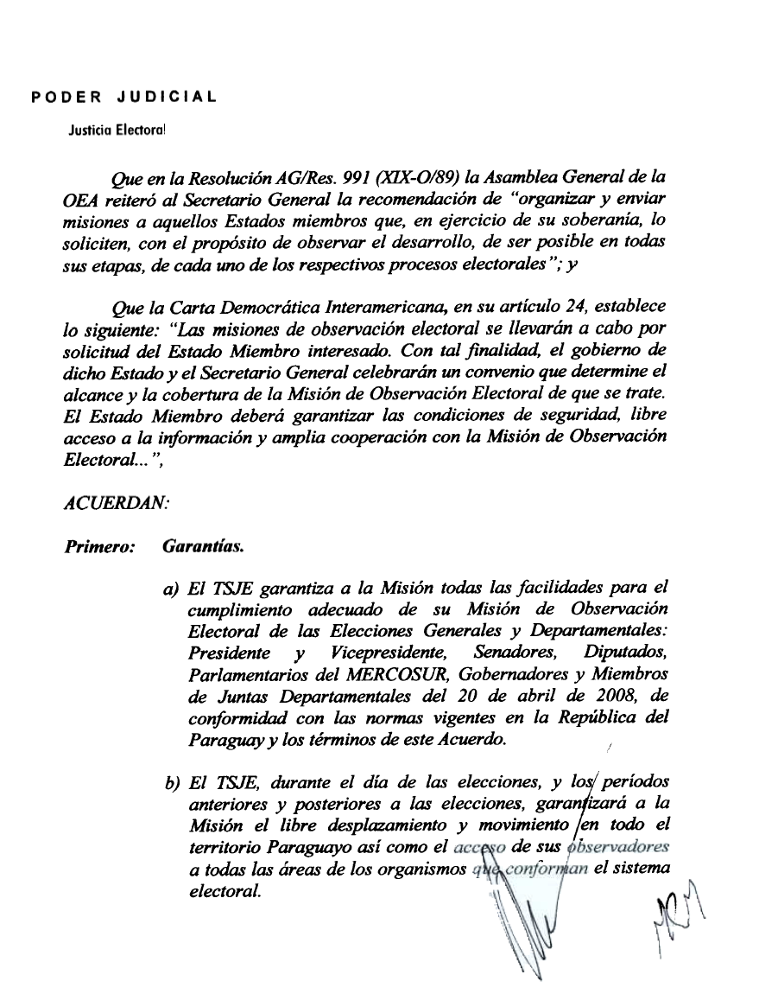 PODER JUDICIAL
Justicia Electoral
Que en la Resolución AG/Res. 991 (XIX-O/89) la Asamblea General de la
OEA reiteró al Secretario General la recomendación de “organizar y enviar
misiones a aquellos Estados miembros que, en ejercicio de su soberanía, lo
soliciten, con el propósito de observar el desarrollo, de ser posible en todas
sus etapas, de cada uno de los respectivos procesos electorales”; y
Que la Carta Democrática Interamericana, en su artículo 24, establece
lo siguiente: “Las misiones de observación electoral se llevarán a cabo por
solicitud del Estado Miembro interesado. Con tal finalidad, el gobierno de
dicho Estado y el Secretario General celebrarán un convenio que determine el
alcance y la cobertura de la Misión de Observación Electoral de que se trate.
El Estado Miembro deberá garantizar las condiciones de seguridad, libre
acceso a la información y amplia cooperación con la Misión de Observación
Electoral...”,
ACUERDAN:
Primero: Garantías.
a) El TSJE garantiza a la Misión todas las facilidades para el
cumplimiento adecuado de su Misión de Observación
Electoral de las Elecciones Generales y Departamentales:
Presidente y Vicepresidente, Senadores, Diputados,
Parlamentarios del MERCOSUR, Gobernadores y Miembros
de Juntas Departamentales del 20 de abril de 2008, de
conformidad con las normas vigentes en la República del
Paraguay y los términos de este Acuerdo.
b) El TSJE, durante el día de las elecciones, y los períodos
anteriores y posteriores a las elecciones, garantizará a la
Misión el libre desplazamiento y movimiento en todo el
territorio Paraguayo así como el acceso de sus observadores
a todas las áreas de los organismos que conforman el sistema
electoral.